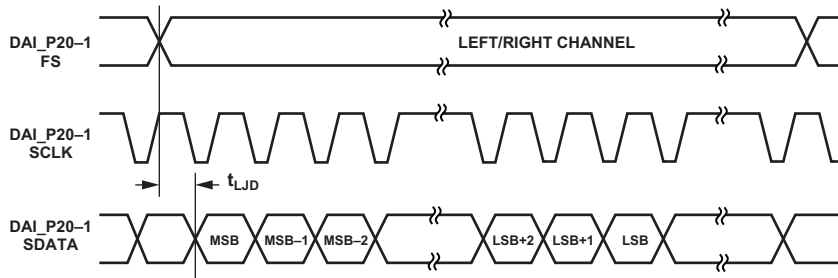 DAI_P20–1
FS
LEFT/RIGHT CHANNEL
DAI_P20–1
SCLK
tLJD
DAI_P20–1
SDATA
MSB
MSB–1
MSB–2
LSB+2
LSB+1
LSB